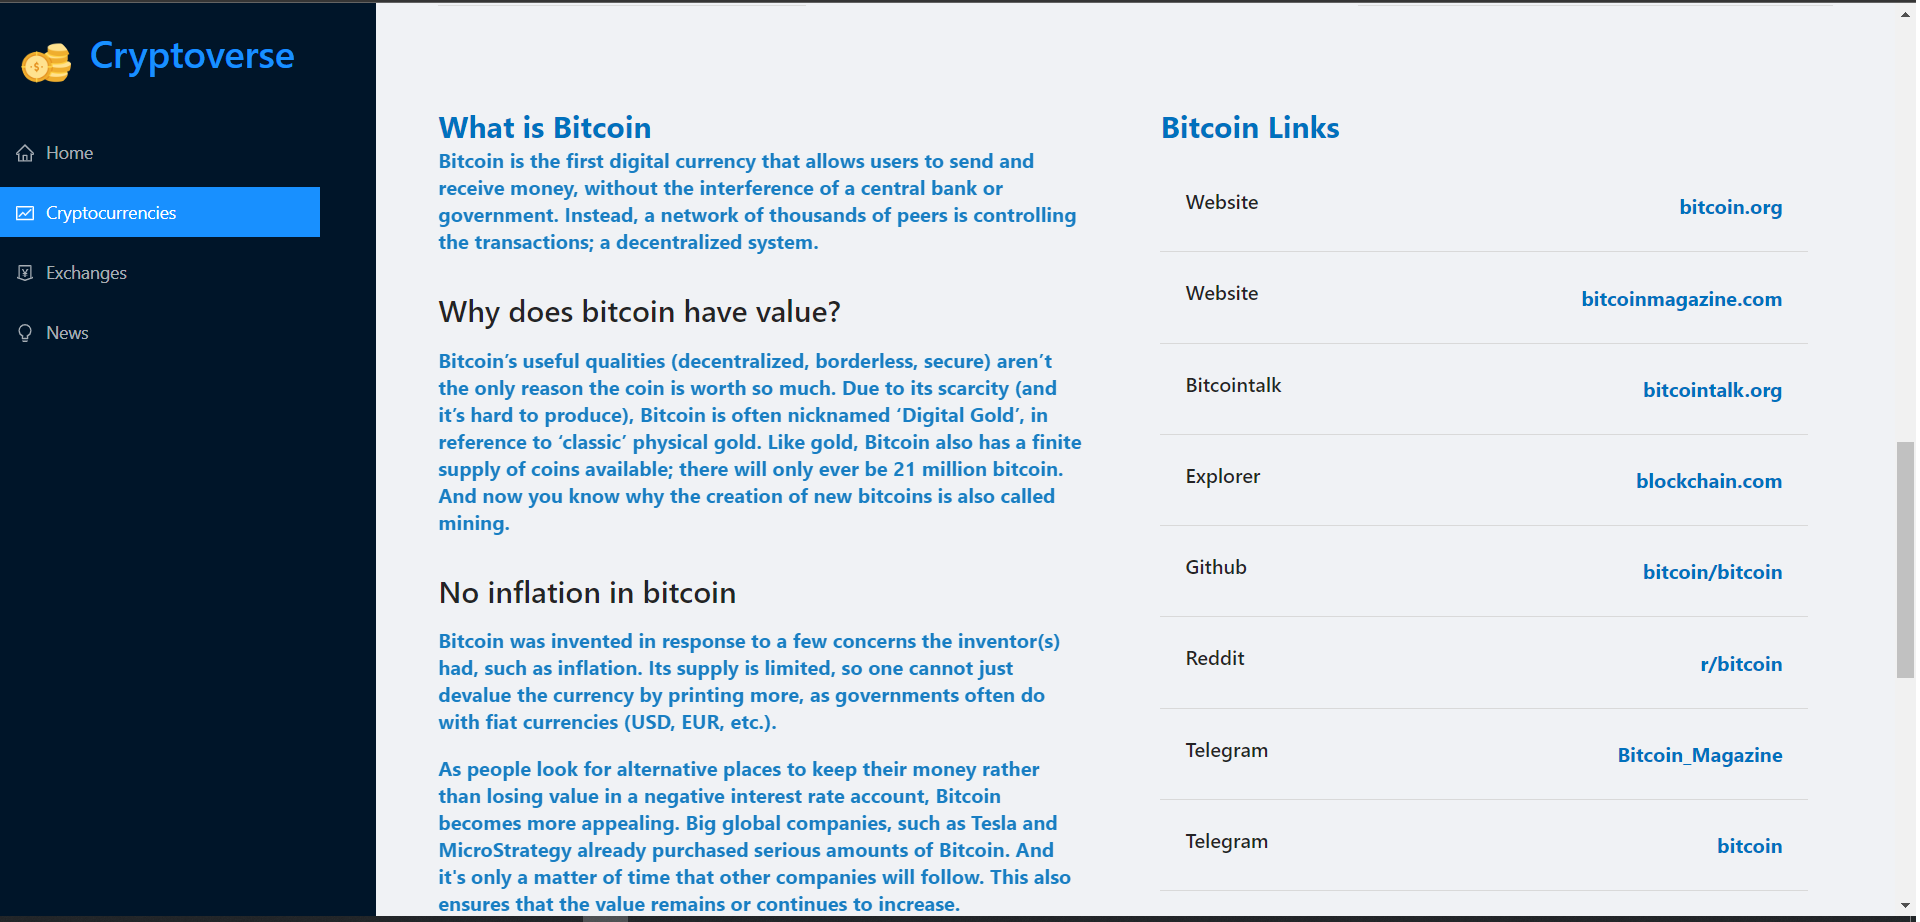 Cryptoverse
Home
Cryptocurrencies
Exchanges
News
What is Bitcoin
Bitcoin is the first digital currency that allows users to send and
receive money, without the interference of a central bank or
government. Instead, a network of thousands of peers is controlling
the transactions; a decentralized system.
Why does bitcoin have value?
Bitcoin’s useful qualities (decentralized, borderless, secure) aren’t
the only reason the coin is worth so much. Due to its scarcity (and
it’s hard to produce), Bitcoin is often nicknamed ‘Digital Gold’, in
reference to ‘classic’ physical gold. Like gold, Bitcoin also has a finite
supply of coins available; there will only ever be 21 million bitcoin.
And now you know why the creation of new bitcoins is also called
mining.
No inflation in bitcoin
Bitcoin was invented in response to a few concerns the inventor(s)
had, such as inflation. Its supply is limited, so one cannot just
devalue the currency by printing more, as governments often do
with fiat currencies (USD, EUR, etc.).
As people look for alternative places to keep their money rather
than losing value in a negative interest rate account, Bitcoin
becomes more appealing. Big global companies, such as Tesla and
MicroStrategy already purchased serious amounts of Bitcoin. And
it's only a matter of time that other companies will follow. This also
ensures that the value remains or continues to increase.
Bitcoin Links
Website bitcoin.org
Website bitcoinmagazine.com
Bitcointalk bitcointalk.org
Explorer blockchain.com
Github bitcoin/bitcoin
Reddit r/bitcoin
Telegram Bitcoin_Magazine
Telegram bitcoin